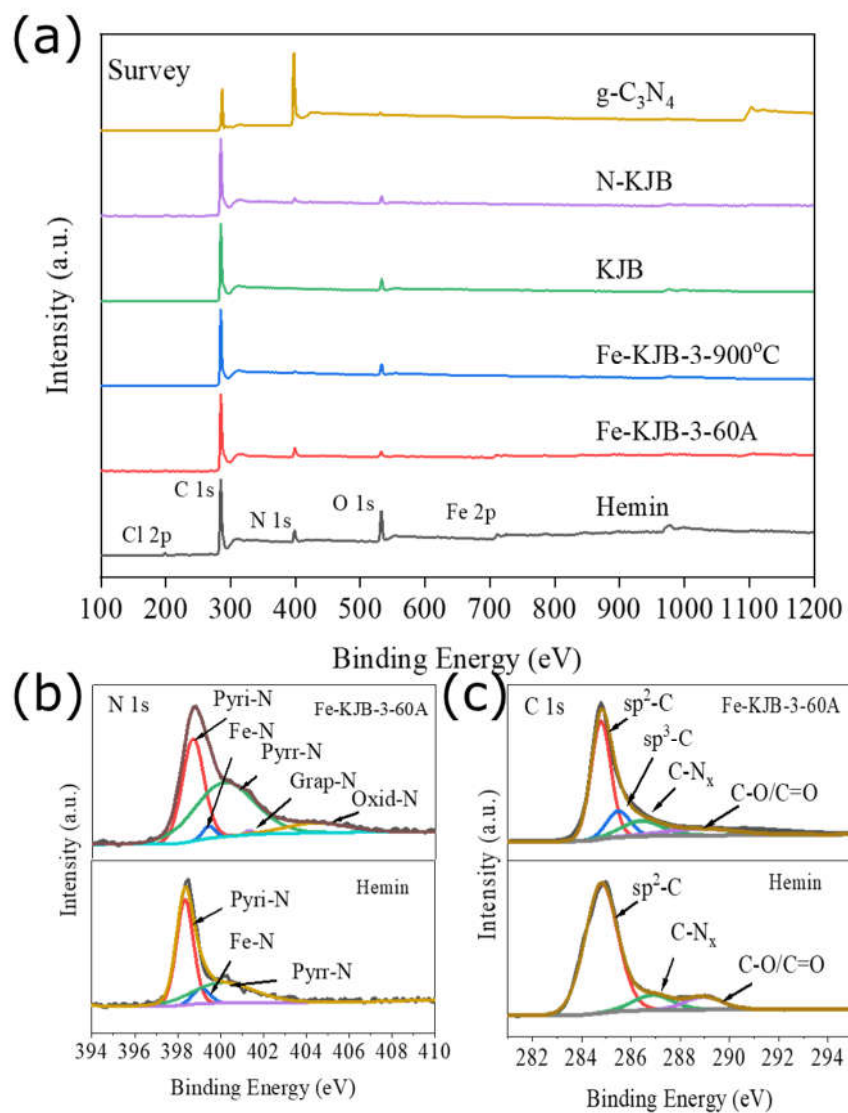 (a)
Survey
g-C₃N₄
N-KJB
KJB
Fe-KJB-3-900°C
Fe-KJB-3-60A
C 1s
Cl 2p
N 1s
O 1s
Fe 2p
Hemin
Intensity (a.u.)
100 200 300 400 500 600 700 800 900 1000 1100 1200
Binding Energy (eV)
(b)
N 1s
Fe-KJB-3-60A
Pyri-N
Fe-N
Pyrr-N
Grap-N
Oxid-N
Hemin
Pyri-N
Fe-N
Pyrr-N
Intensity (a.u.)
394 396 398 400 402 404 406 408 410
Binding Energy (eV)
(c)
C 1s
Fe-KJB-3-60A
sp²-C
sp³-C
C-Nₓ
C-O/C=O
Hemin
sp²-C
C-Nₓ
C-O/C=O
Intensity (a.u.)
282 284 286 288 290 292 294
Binding Energy (eV)